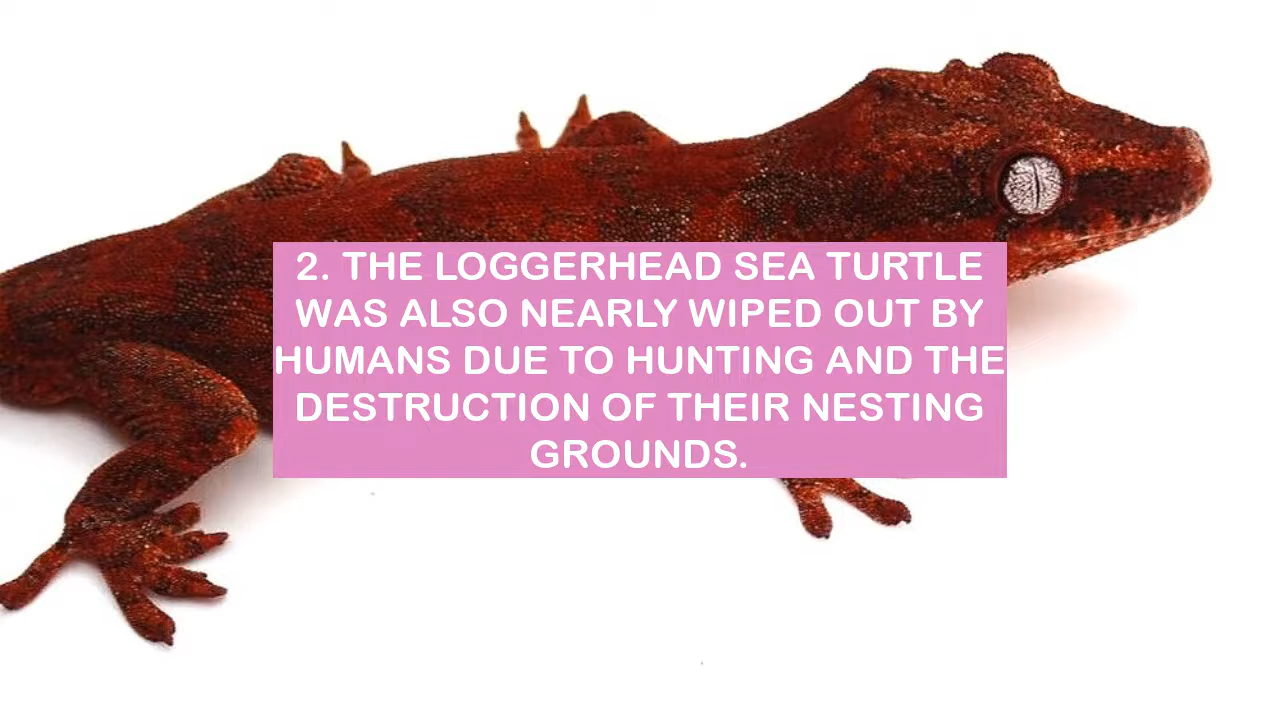 2. THE LOGGERHEAD SEA TURTLE
WAS ALSO NEARLY WIPED OUT BY
HUMANS DUE TO HUNTING AND THE
DESTRUCTION OF THEIR NESTING
GROUNDS.